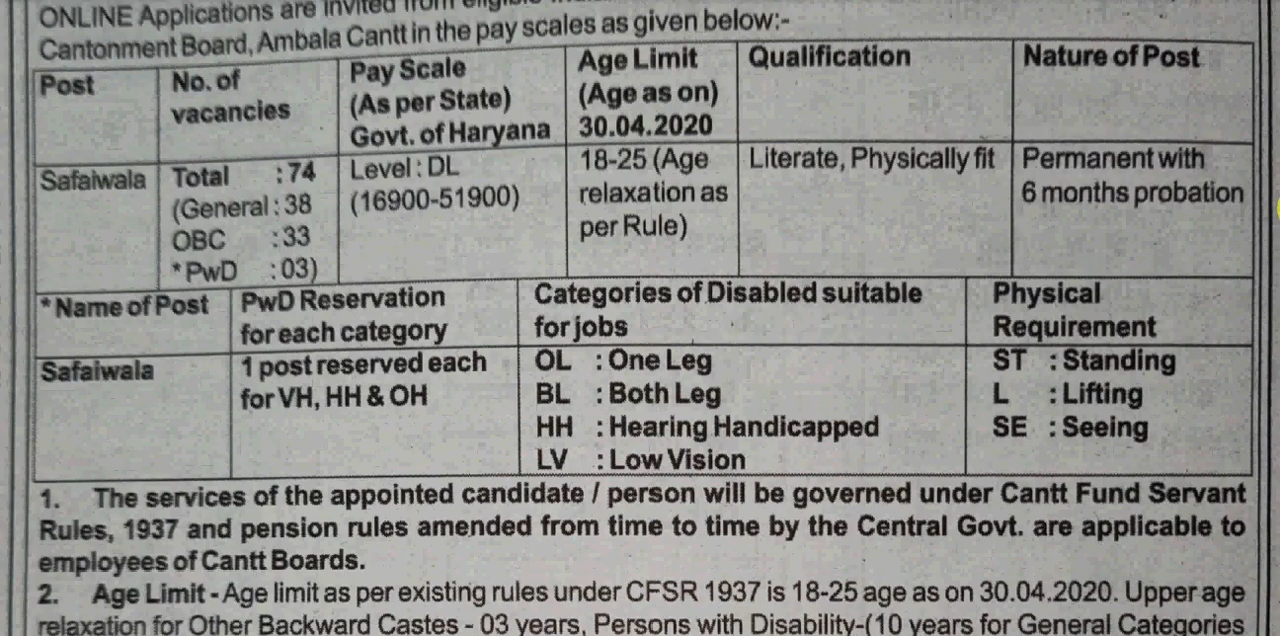 ONLINE Applications are invited from eligible
Cantonment Board, Ambala Cantt in the pay scales as given below:-
Post
No. of
vacancies
Pay Scale
(As per State)
Govt. of Haryana
Age Limit
(Age as on)
30.04.2020
Qualification
Nature of Post
Safaiwala
Total : 74
(General : 38
OBC : 33
*PwD : 03)
Level : DL
(16900-51900)
18-25 (Age
relaxation as
per Rule)
Literate, Physically fit
Permanent with
6 months probation
*Name of Post
PwD Reservation
for each category
Categories of Disabled suitable
for jobs
Physical
Requirement
Safaiwala
1 post reserved each
for VH, HH & OH
OL : One Leg
BL : Both Leg
HH : Hearing Handicapped
LV : Low Vision
ST : Standing
L : Lifting
SE : Seeing
1. The services of the appointed candidate / person will be governed under Cantt Fund Servant
Rules, 1937 and pension rules amended from time to time by the Central Govt. are applicable to
employees of Cantt Boards.
2. Age Limit - Age limit as per existing rules under CFSR 1937 is 18-25 age as on 30.04.2020. Upper age
relaxation for Other Backward Castes - 03 years, Persons with Disability-(10 years for General Categories